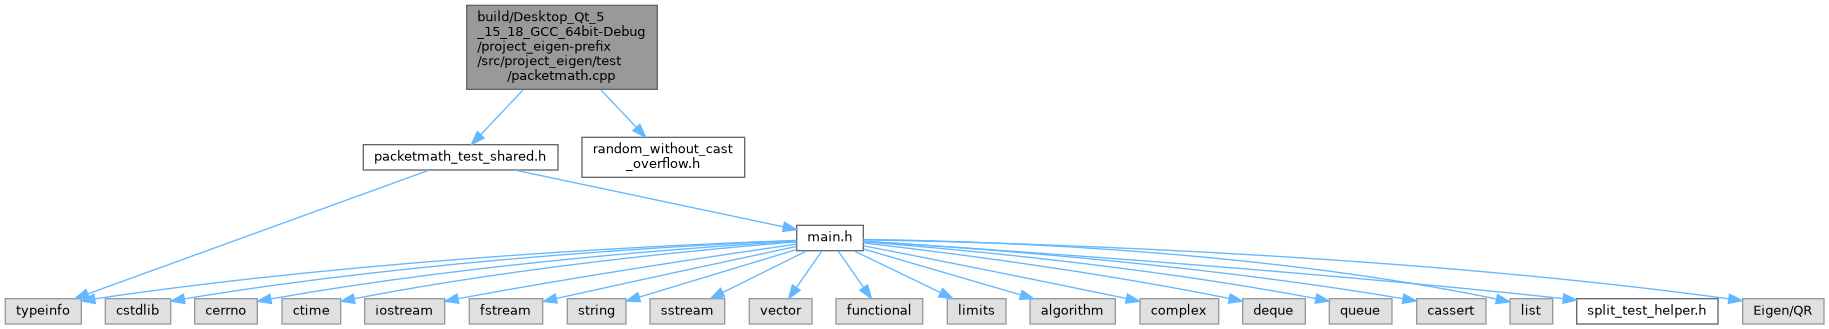 build/Desktop_Qt_5
_15_18_GCC_64bit-Debug
/project_eigen-prefix
/src/project_eigen/test
/packetmath.cpp
packetmath_test_shared.h
random_without_cast
_overflow.h
main.h
typeinfo
cstdlib
cerrno
ctime
iostream
fstream
string
sstream
vector
functional
limits
algorithm
complex
deque
queue
cassert
list
split_test_helper.h
Eigen/QR